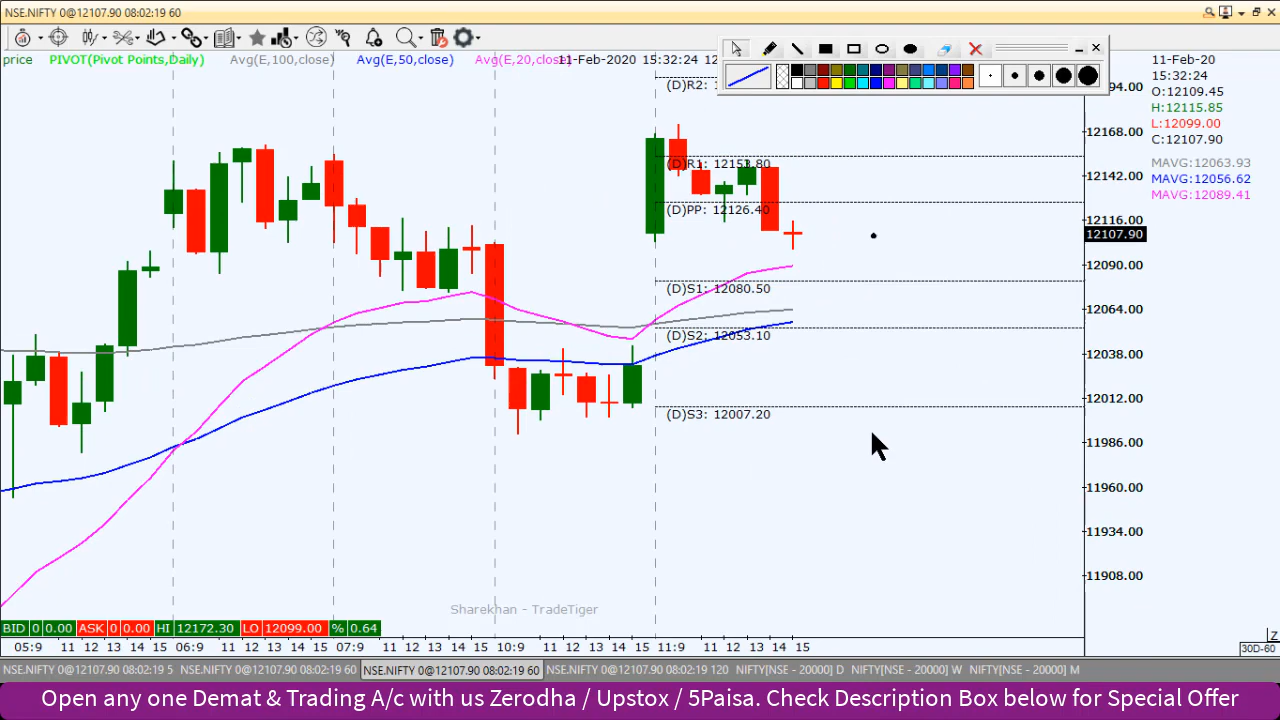 NSE.NIFTY 0@12107.90 08:02:19 60
price PIVOT(Pivot Points,Daily) Avg(E,100,close) Avg(E,50,close) Avg(E,20,close) 11-Feb-2020 15:32:24
11-Feb-20
15:32:24
O:12109.45
H:12115.85
L:12099.00
C:12107.90
MAVG:12063.93
MAVG:12056.62
MAVG:12089.41
(D)R2:
(D)R1: 12153.80
(D)PP: 12126.40
(D)S1: 12080.50
(D)S2: 12053.10
(D)S3: 12007.20
12168.00
12142.00
12116.00
12107.90
12090.00
12064.00
12038.00
12012.00
11986.00
11960.00
11934.00
11908.00
Sharekhan - TradeTiger
BID 0 0.00 ASK 0 0.00 HI 12172.30 LO 12099.00 % 0.64
05:9 11 12 13 14 15 06:9 11 12 13 14 15 07:9 11 12 13 14 15 10:9 11 12 13 14 15 11:9 11 12 13 14 15
Z
30D-60
NSE.NIFTY 0@12107.90 08:02:19 5 NSE.NIFTY 0@12107.90 08:02:19 60 NSE.NIFTY 0@12107.90 08:02:19 60 NSE.NIFTY 0@12107.90 08:02:19 120 NIFTY[NSE - 20000] D NIFTY[NSE - 20000] W NIFTY[NSE - 20000] M
Open any one Demat & Trading A/c with us Zerodha / Upstox / 5Paisa. Check Description Box below for Special Offer